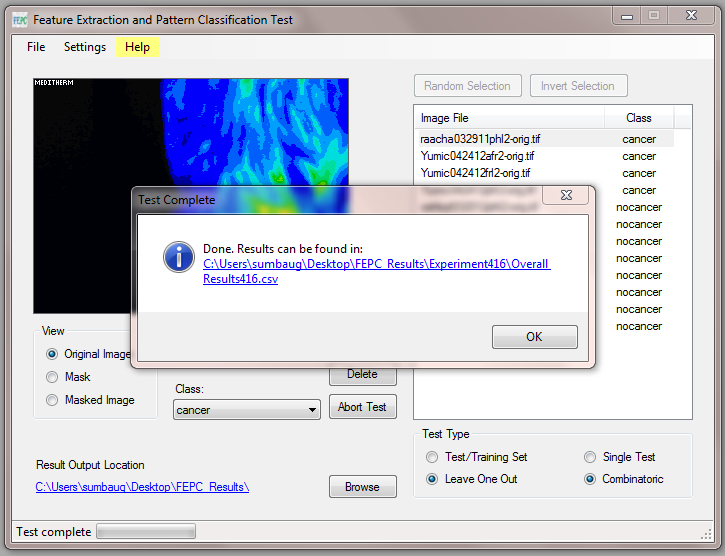 FEPC
Feature Extraction and Pattern Classification Test
File Settings Help
MEDITHERM
Random Selection Invert Selection
Image File Class
raacha032911phl2-orig.tif cancer
Yumic042412afr2-orig.tif cancer
Yumic042412frl2-orig.tif cancer
cancer
nocancer
nocancer
nocancer
nocancer
nocancer
nocancer
nocancer
nocancer
Test Complete
Done. Results can be found in:
C:\Users\sumbaug\Desktop\FEPC_Results\Experiment416\Overall_
Results416.csv
OK
View
Original Image
Mask
Masked Image
Class:
cancer
Delete
Abort Test
Test Type
Test/Training Set Single Test
Leave One Out Combinatoric
Result Output Location
C:\Users\sumbaug\Desktop\FEPC_Results\
Browse
Test complete